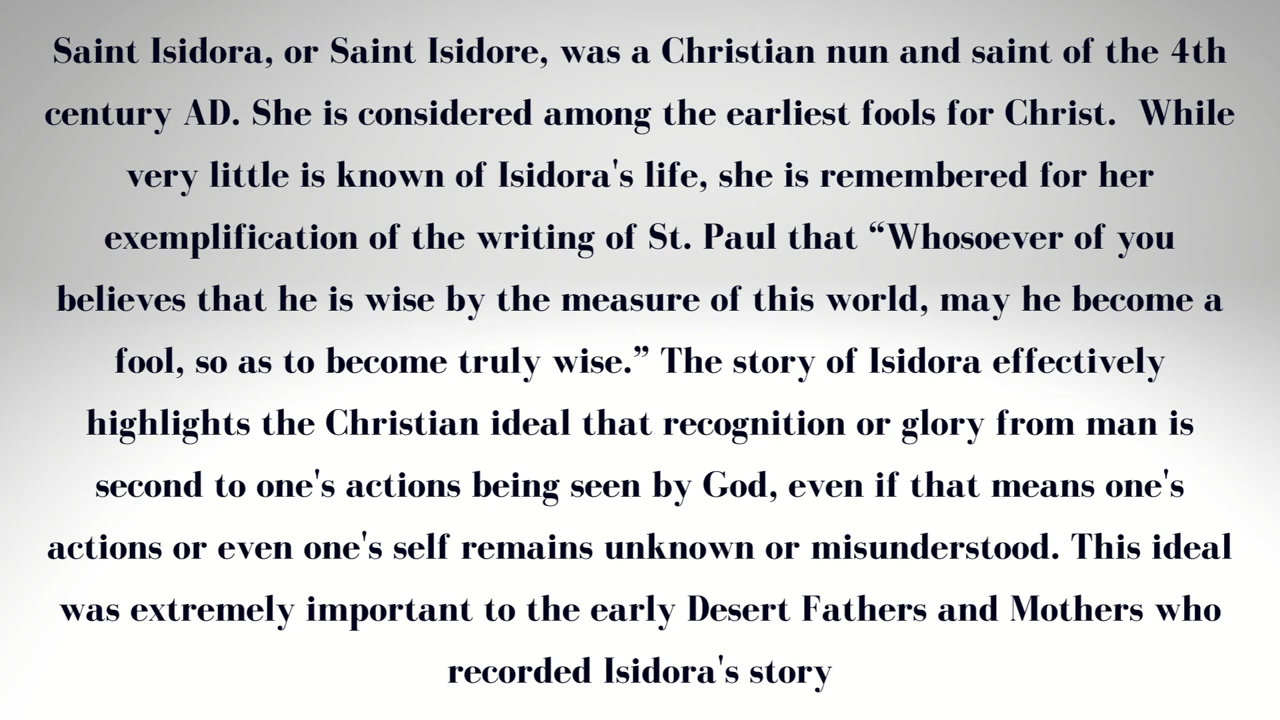 Saint Isidora, or Saint Isidore, was a Christian nun and saint of the 4th
century AD. She is considered among the earliest fools for Christ.  While
very little is known of Isidora's life, she is remembered for her
exemplification of the writing of St. Paul that “Whosoever of you
believes that he is wise by the measure of this world, may he become a
fool, so as to become truly wise.” The story of Isidora effectively
highlights the Christian ideal that recognition or glory from man is
second to one's actions being seen by God, even if that means one's
actions or even one's self remains unknown or misunderstood. This ideal
was extremely important to the early Desert Fathers and Mothers who
recorded Isidora's story